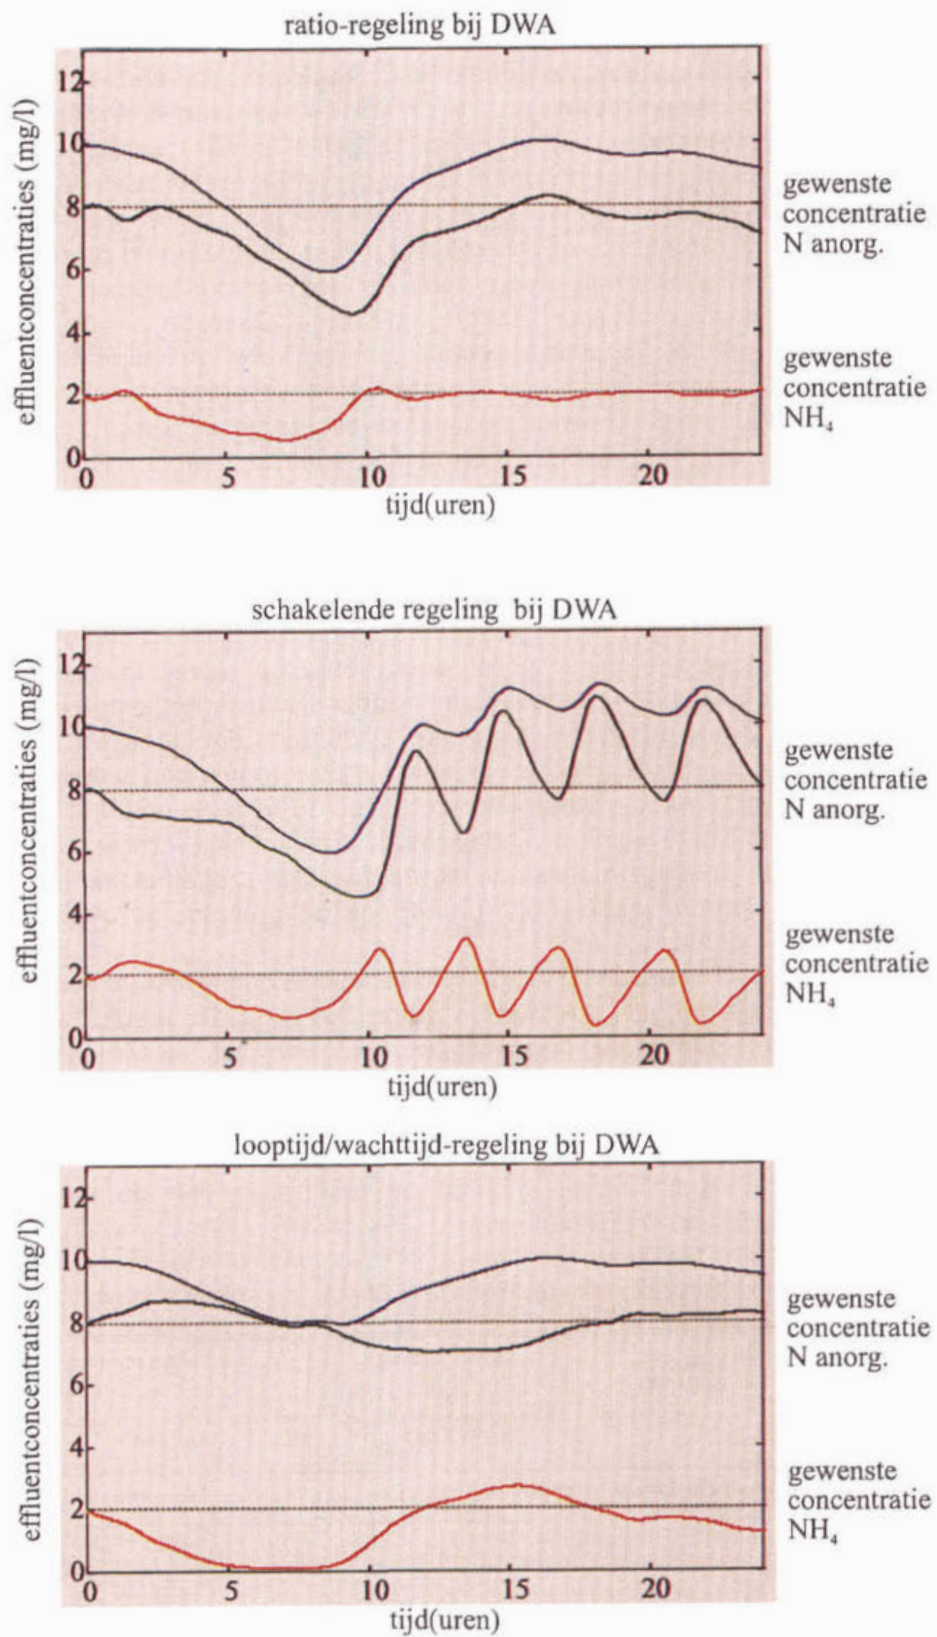 ratio-regeling bij DWA
effluentconcentraties (mg/l)
12
10
8
6
4
2
0
0 5 10 15 20
tijd(uren)
gewenste
concentratie
N anorg.
gewenste
concentratie
NH₄
schakelende regeling bij DWA
effluentconcentraties (mg/l)
12
10
8
6
4
2
0
0 5 10 15 20
tijd(uren)
gewenste
concentratie
N anorg.
gewenste
concentratie
NH₄
looptijd/wachttijd-regeling bij DWA
effluentconcentraties (mg/l)
12
10
8
6
4
2
0
0 5 10 15 20
tijd(uren)
gewenste
concentratie
N anorg.
gewenste
concentratie
NH₄